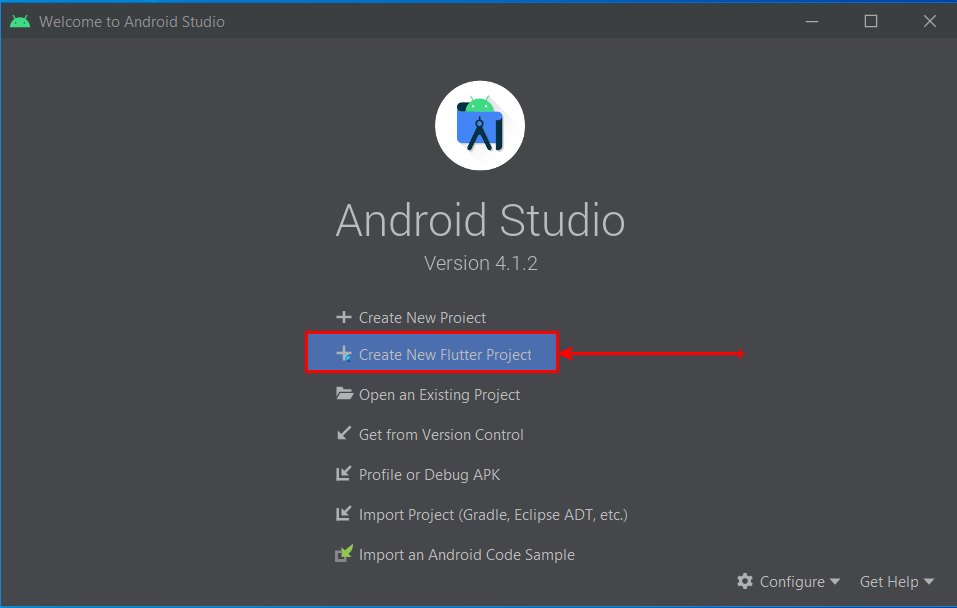 Welcome to Android Studio
Android Studio
Version 4.1.2
Create New Project
Create New Flutter Project
Open an Existing Project
Get from Version Control
Profile or Debug APK
Import Project (Gradle, Eclipse ADT, etc.)
Import an Android Code Sample
Configure
Get Help